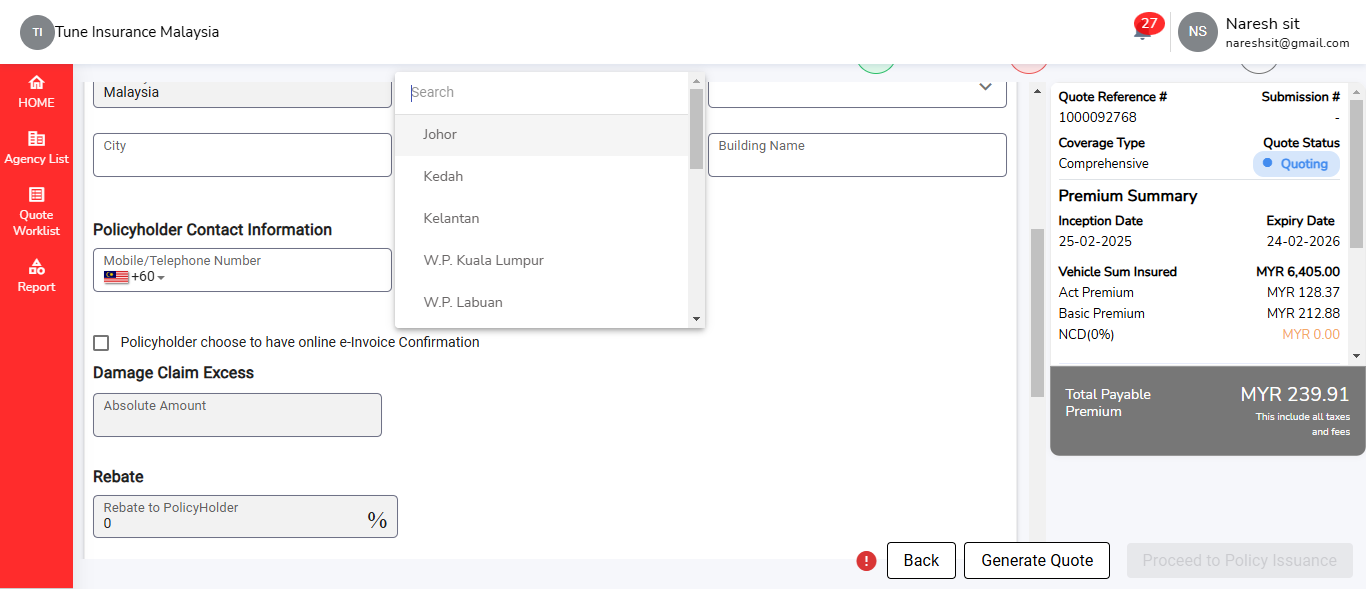 TI Tune Insurance Malaysia
27
NS
Naresh sit
nareshsit@gmail.com
HOME
Agency List
Quote
Worklist
Report
Malaysia
City
Search
Johor
Kedah
Kelantan
W.P. Kuala Lumpur
W.P. Labuan
Building Name
Policyholder Contact Information
Mobile/Telephone Number
+60
Policyholder choose to have online e-Invoice Confirmation
Damage Claim Excess
Absolute Amount
Rebate
Rebate to PolicyHolder
0 %
Quote Reference # Submission #
1000092768 -
Coverage Type Quote Status
Comprehensive Quoting
Premium Summary
Inception Date Expiry Date
25-02-2025 24-02-2026
Vehicle Sum Insured MYR 6,405.00
Act Premium MYR 128.37
Basic Premium MYR 212.88
NCD(0%) MYR 0.00
Total Payable
Premium
MYR 239.91
This include all taxes
and fees
! Back Generate Quote Proceed to Policy Issuance